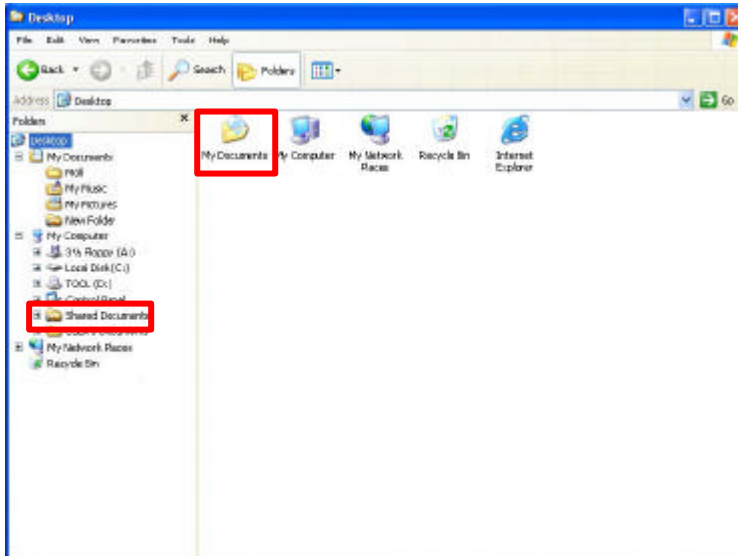 Desktop
File Edit View Favorites Tools Help
Back Search Folders
Address Desktop Go
Folders
Desktop
My Documents
Mail
My Music
My Pictures
New Folder
My Computer
3½ Floppy (A:)
Local Disk (C:)
TOOL (D:)
Control Panel
Shared Documents
My Network Places
Recycle Bin
My Documents
My Computer
My Network
Places
Recycle Bin
Internet
Explorer